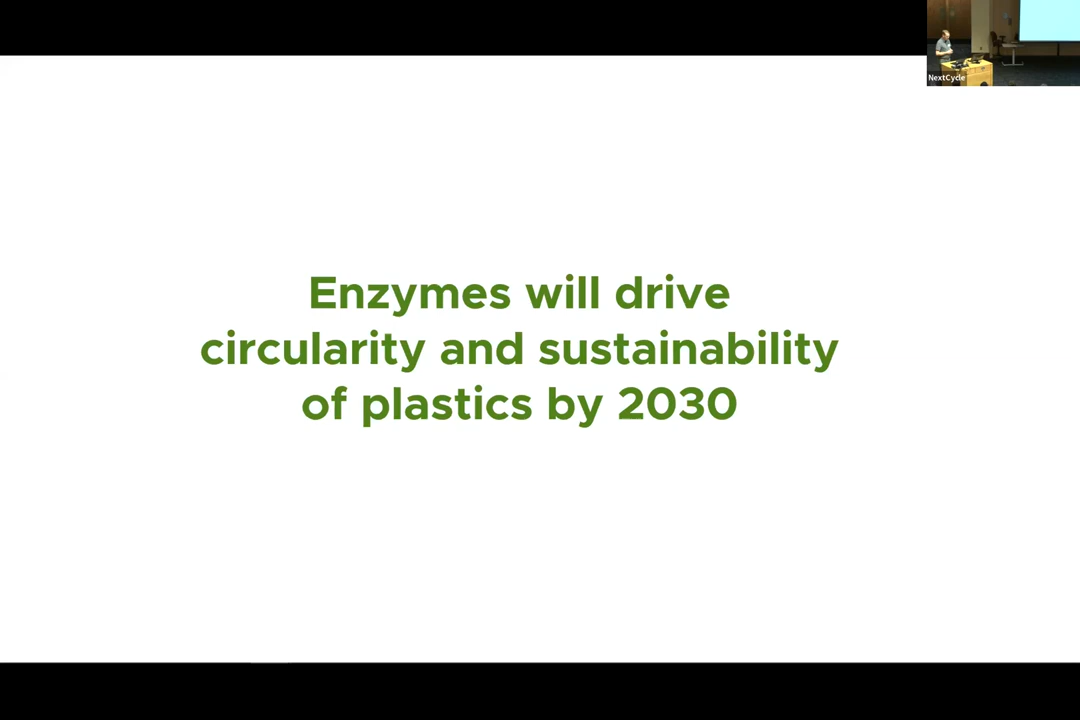 NextCycle
Enzymes will drive
circularity and sustainability
of plastics by 2030